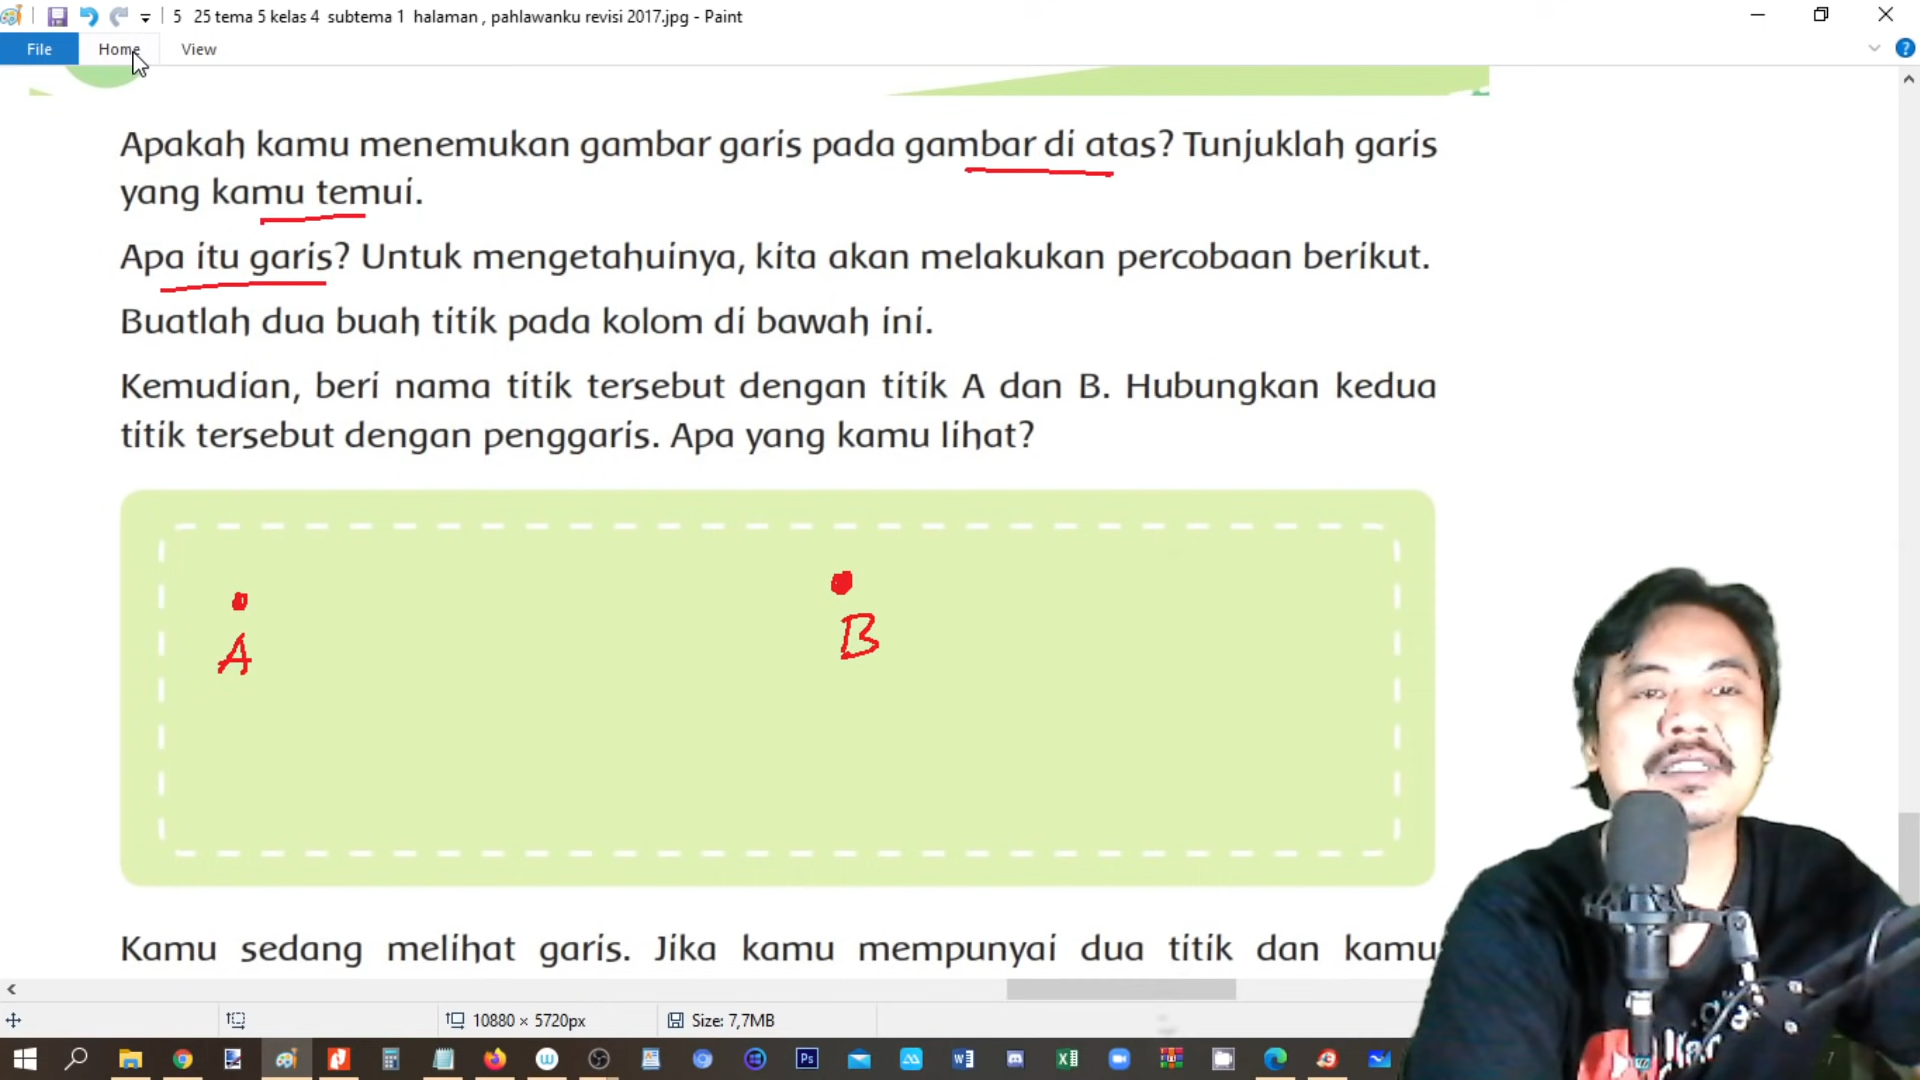 5 25 tema 5 kelas 4 subtema 1 halaman , pahlawanku revisi 2017.jpg - Paint
File Home View
Apakah kamu menemukan gambar garis pada gambar di atas? Tunjuklah garis
yang kamu temui.
Apa itu garis? Untuk mengetahuinya, kita akan melakukan percobaan berikut.
Buatlah dua buah titik pada kolom di bawah ini.
Kemudian, beri nama titik tersebut dengan titik A dan B. Hubungkan kedua
titik tersebut dengan penggaris. Apa yang kamu lihat?
A
B
Kamu sedang melihat garis. Jika kamu mempunyai dua titik dan kamu
10880 × 5720px
Size: 7,7MB
Ps